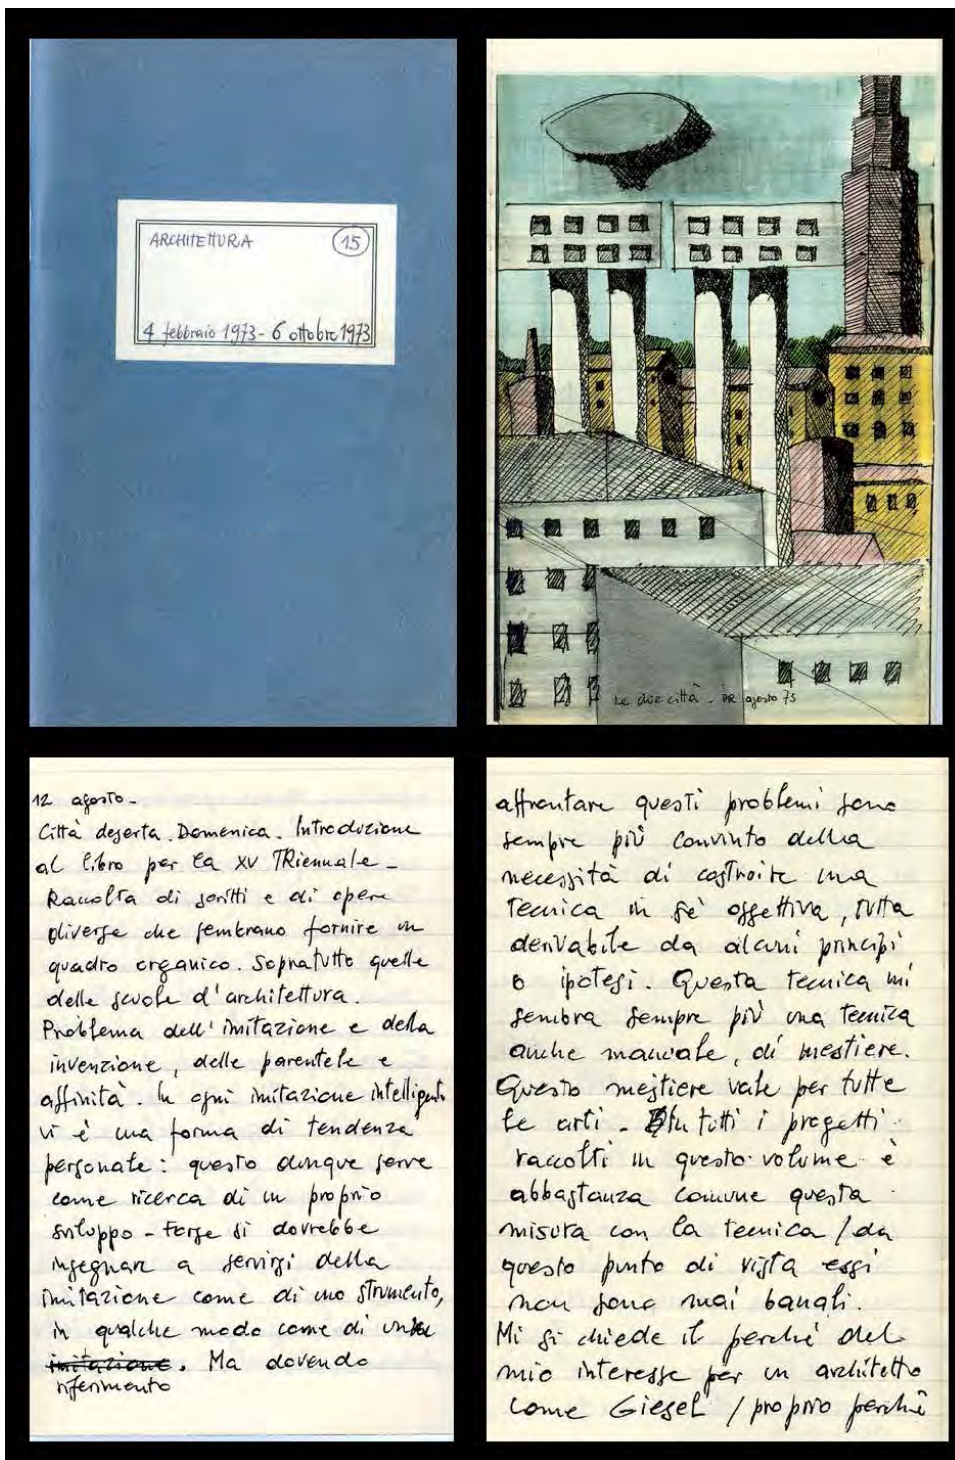 ARCHITETTURA 15
4 febbraio 1973 - 6 ottobre 1973
Le due città - AR agosto 73
12 agosto -
Città deserta. Domenica. Introduzione
al libro per la XV TRiennale -
Raccolta di scritti e di opere
diverse che sembrano fornire un
quadro organico. Sopratutto quelle
delle scuole d'architettura.
Problema dell'imitazione e della
invenzione, delle parentele e
affinità. In ogni imitazione intelligente
vi è una forma di tendenza
personale: questo dunque serve
come ricerca di un proprio
sviluppo - Forse si dovrebbe
insegnare a servirsi della
imitazione come di uno strumento,
in qualche modo come di un
imitazione. Ma dovendo
riferimento
affrontare questi problemi sono
sempre più convinto della
necessità di costruire una
Tecnica in sé oggettiva, tutta
derivabile da alcuni principi
o ipotesi. Questa tecnica mi
sembra sempre più una tecnica
anche manuale, di mestiere.
Questo mestiere vale per tutte
le arti - In tutti i progetti
raccolti in questo volume è
abbastanza comune questa
misura con la tecnica / da
questo punto di vista essi
non sono mai banali.
Mi si chiede il perché del
mio interesse per un architetto
come Giesel / proprio perchè